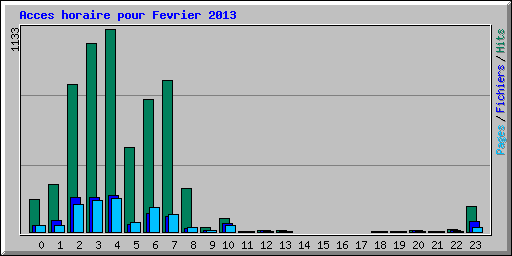 Acces horaire pour Fevrier 2013
1133
Pages / Fichiers / Hits
0 1 2 3 4 5 6 7 8 9 10 11 12 13 14 15 16 17 18 19 20 21 22 23